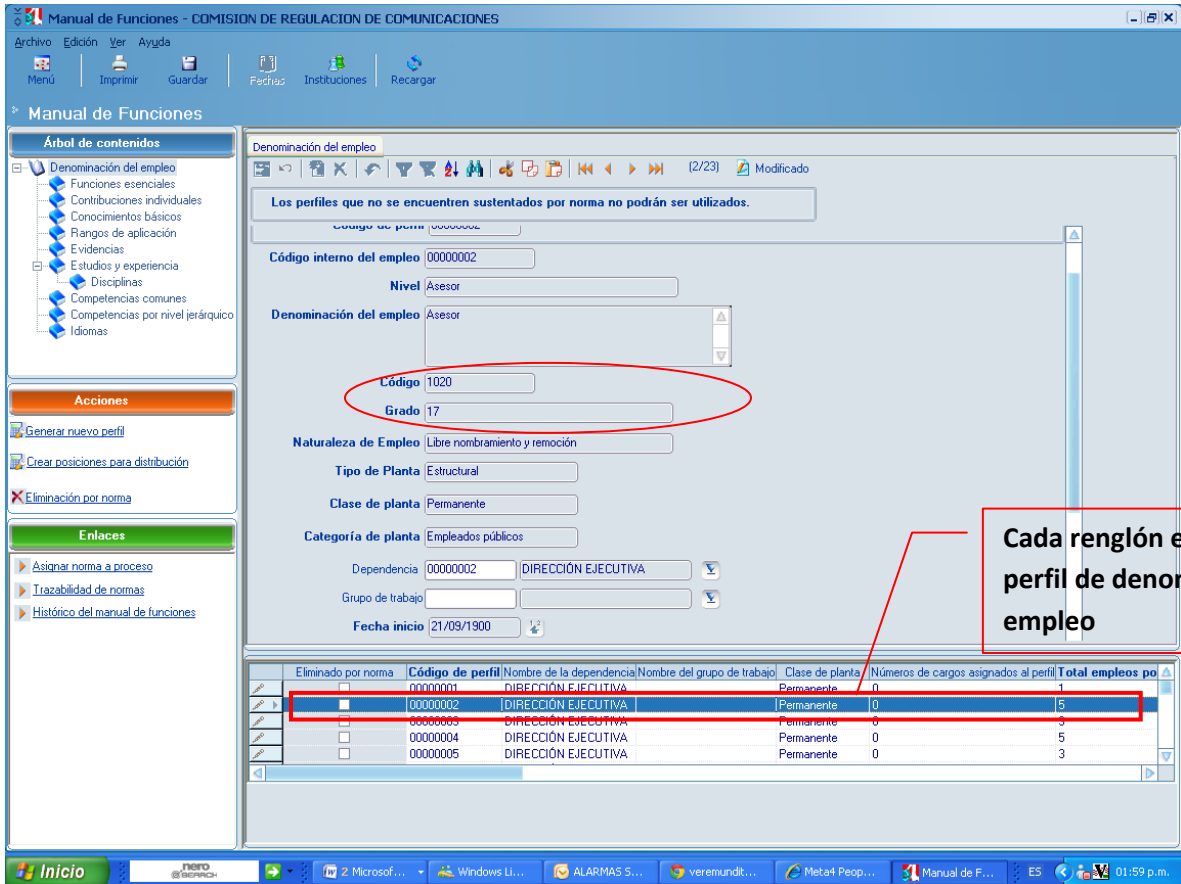 Manual de Funciones - COMISION DE REGULACION DE COMUNICACIONES
Archivo Edición Ver Ayuda
Menú Imprimir Guardar Fechas Instituciones Recargar
Manual de Funciones
Árbol de contenidos
Denominación del empleo
Funciones esenciales
Contribuciones individuales
Conocimientos básicos
Rangos de aplicación
Evidencias
Estudios y experiencia
Disciplinas
Competencias comunes
Competencias por nivel jerárquico
Idiomas
Acciones
Generar nuevo perfil
Crear posiciones para distribución
Eliminación por norma
Enlaces
Asignar norma a proceso
Trazabilidad de normas
Histórico del manual de funciones
Denominación del empleo
(2/23) Modificado
Los perfiles que no se encuentren sustentados por norma no podrán ser utilizados.
Código de perfil 00000002
Código interno del empleo 00000002
Nivel Asesor
Denominación del empleo Asesor
Código 1020
Grado 17
Naturaleza de Empleo Libre nombramiento y remoción
Tipo de Planta Estructural
Clase de planta Permanente
Categoría de planta Empleados públicos
Dependencia 00000002 DIRECCIÓN EJECUTIVA
Grupo de trabajo
Fecha inicio 21/09/1900
Cada renglón e
perfil de denor
empleo
Eliminado por norma Código de perfil Nombre de la dependencia Nombre del grupo de trabajo Clase de planta Números de cargos asignados al perfil Total empleos po
00000001 DIRECCIÓN EJECUTIVA Permanente 0 1
00000002 DIRECCIÓN EJECUTIVA Permanente 0 5
00000003 DIRECCIÓN EJECUTIVA Permanente 0
00000004 DIRECCIÓN EJECUTIVA Permanente 0 5
00000005 DIRECCIÓN EJECUTIVA Permanente 0 3
Inicio nero SEARCH 2 Microsof... Windows Li... ALARMAS S... veremundit... Meta4 Peop... Manual de F... ES 01:59 p.m.